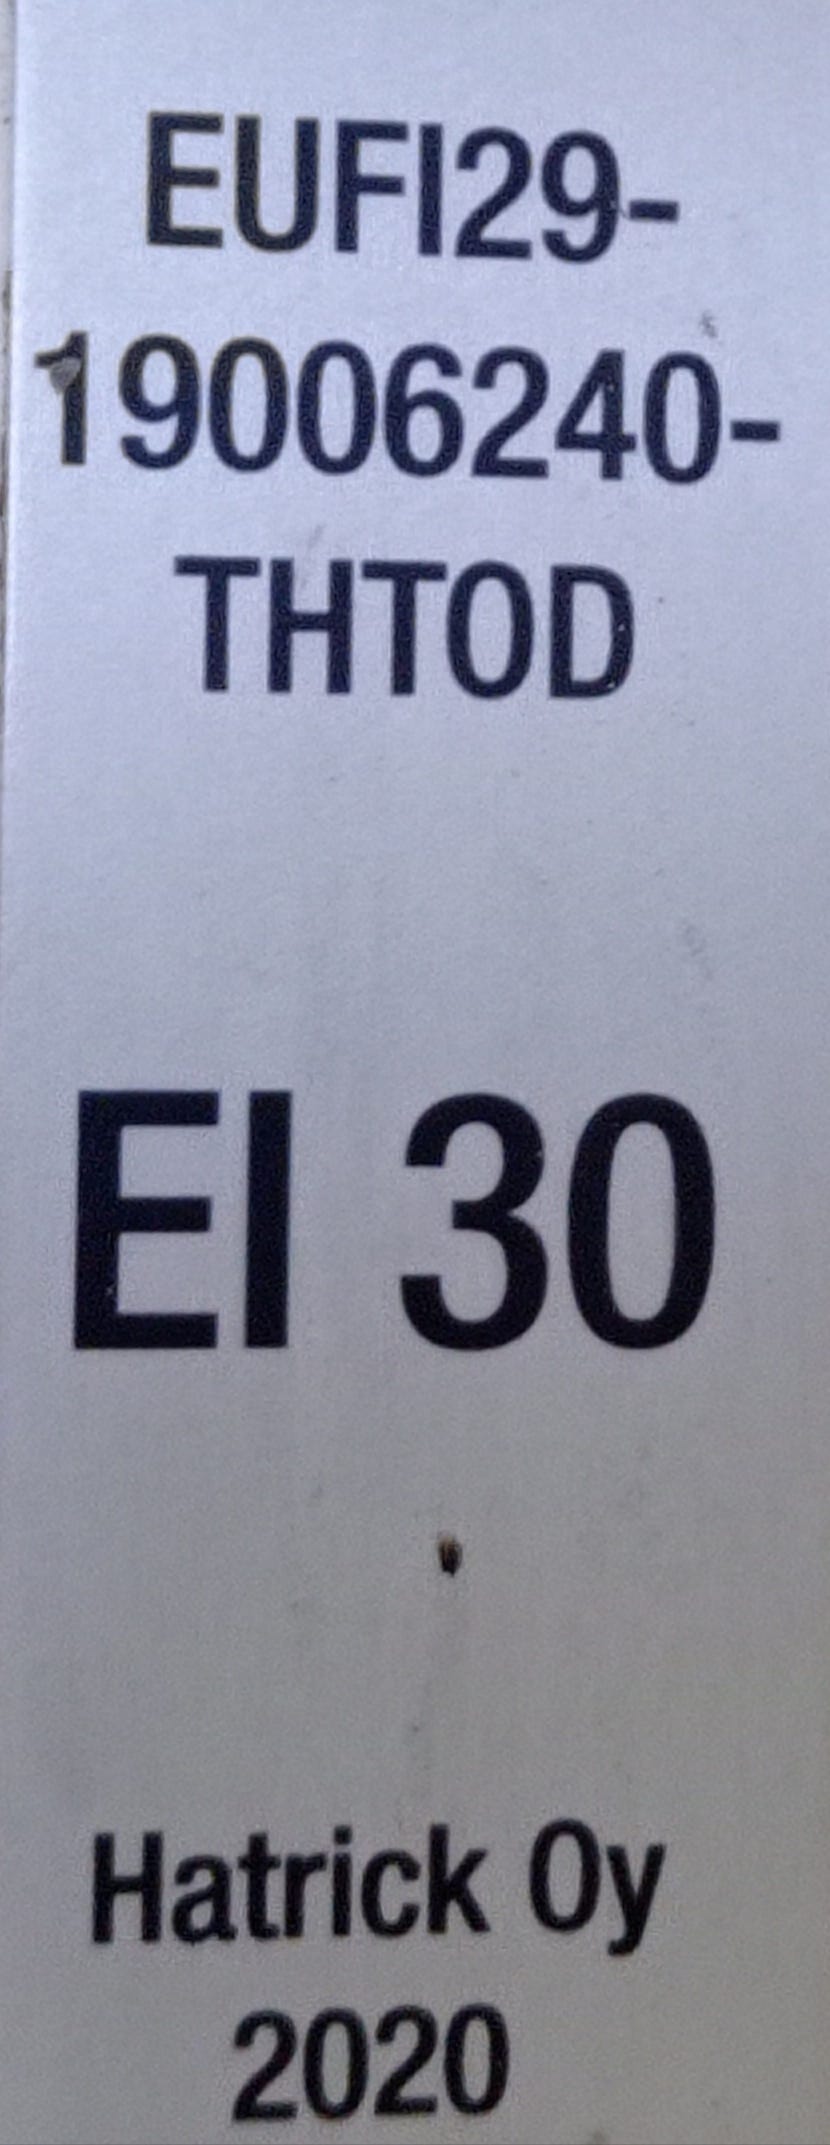 EUFI29-
19006240-
THTOD
EI 30
Hatrick Oy
2020